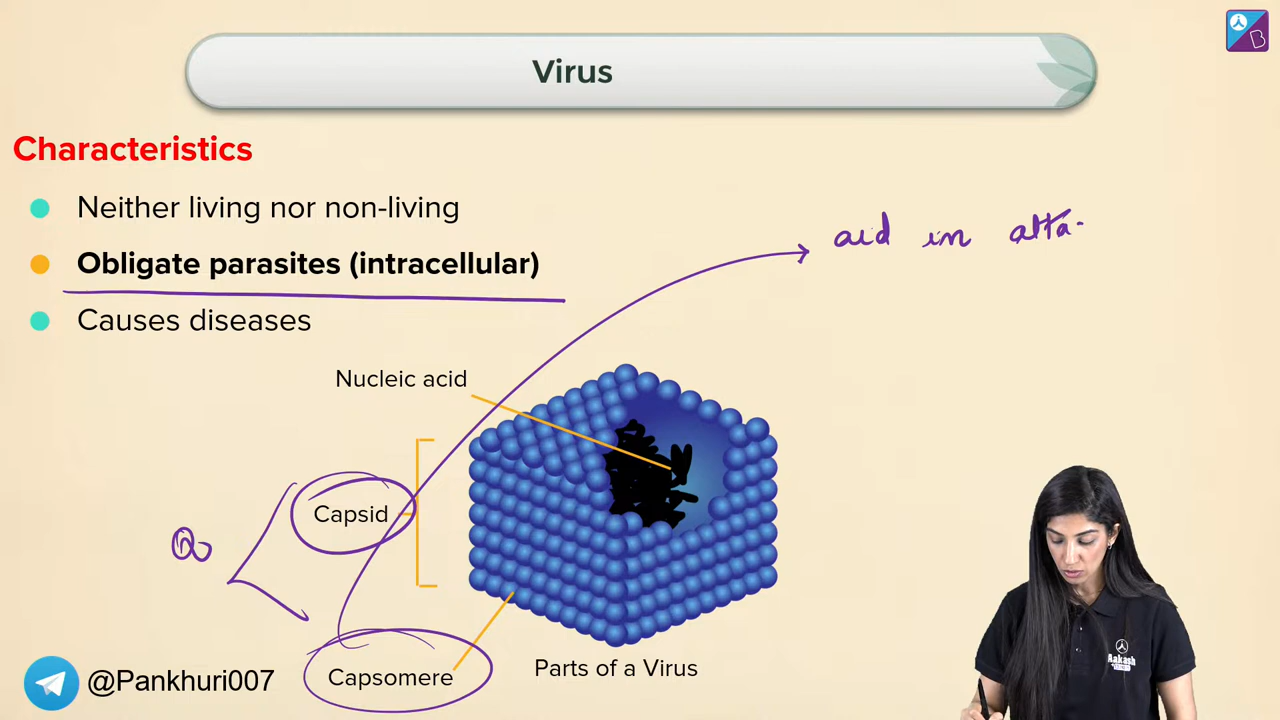 Virus
Characteristics
Neither living nor non-living
Obligate parasites (intracellular)
Causes diseases
aid in atta-
Nucleic acid
Capsid
Q
Capsomere
Parts of a Virus
@Pankhuri007
Aakash
B